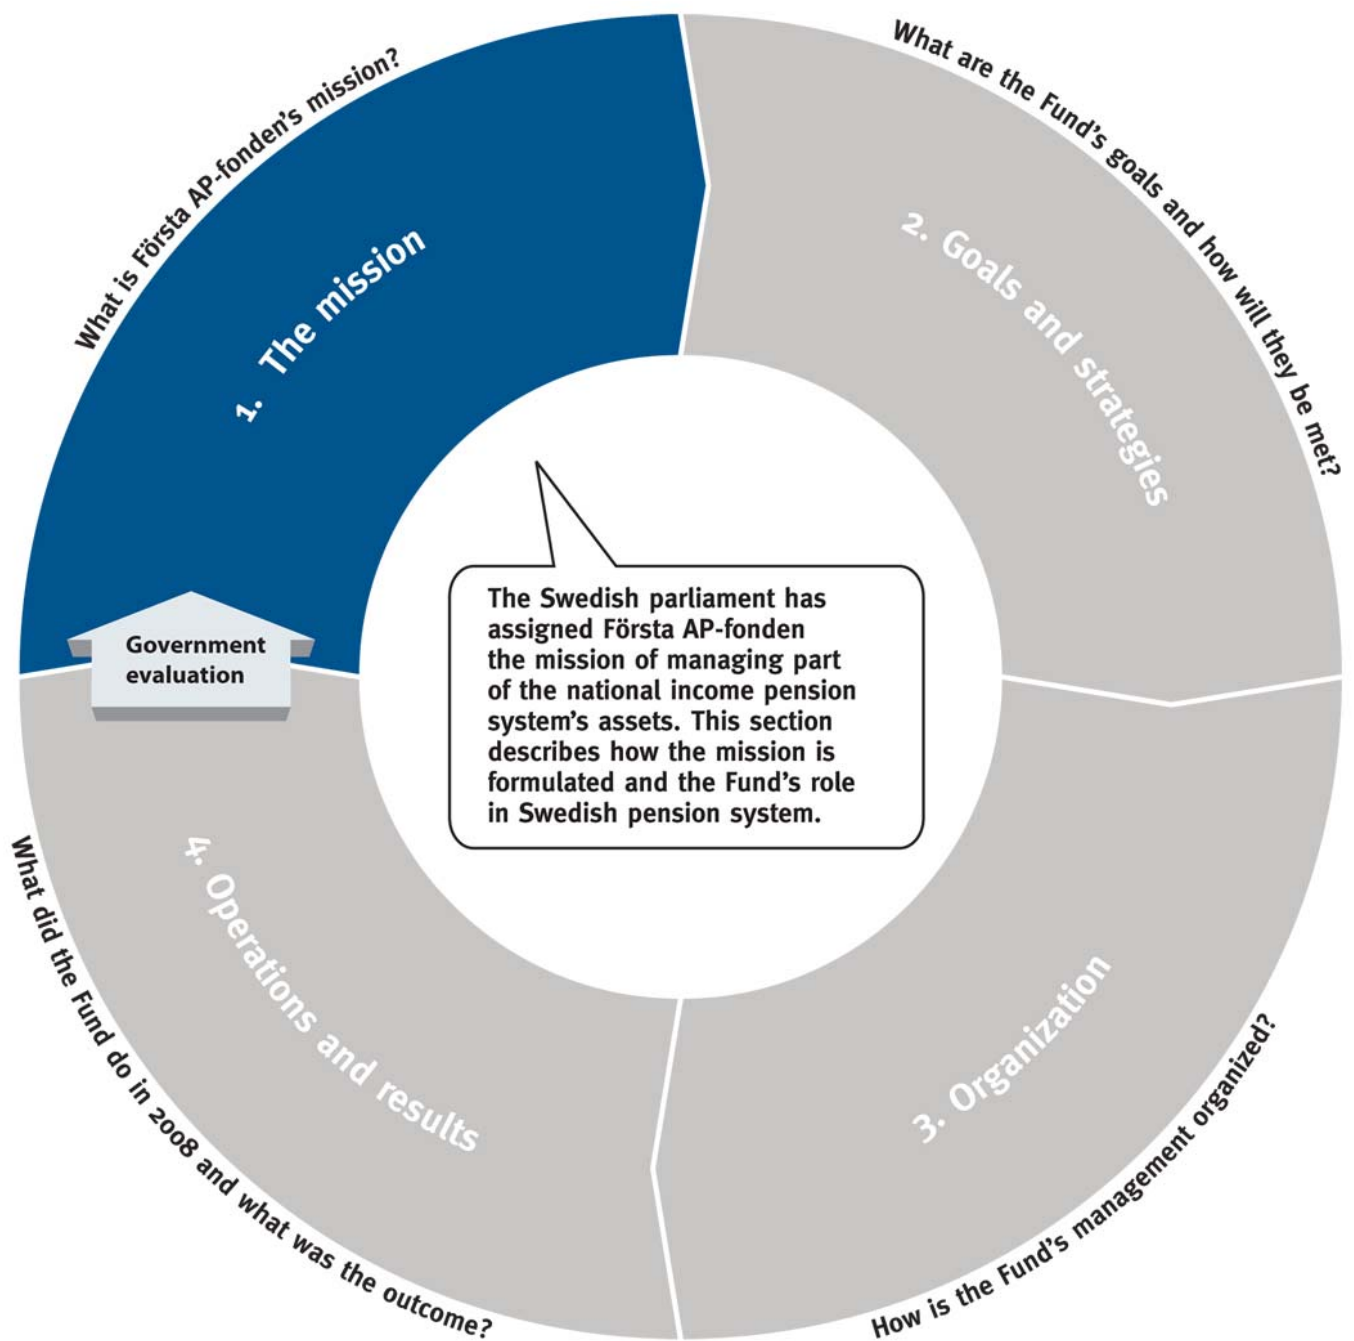 What is Första AP-fonden's mission?
1. The mission
What are the Fund's goals and how will they be met?
2. Goals and strategies
The Swedish parliament has
assigned Första AP-fonden
the mission of managing part
of the national income pension
system's assets. This section
describes how the mission is
formulated and the Fund's role
in Swedish pension system.
Government
evaluation
3. Organization
How is the Fund's management organized?
4. Operations and results
What did the Fund do in 2008 and what was the outcome?